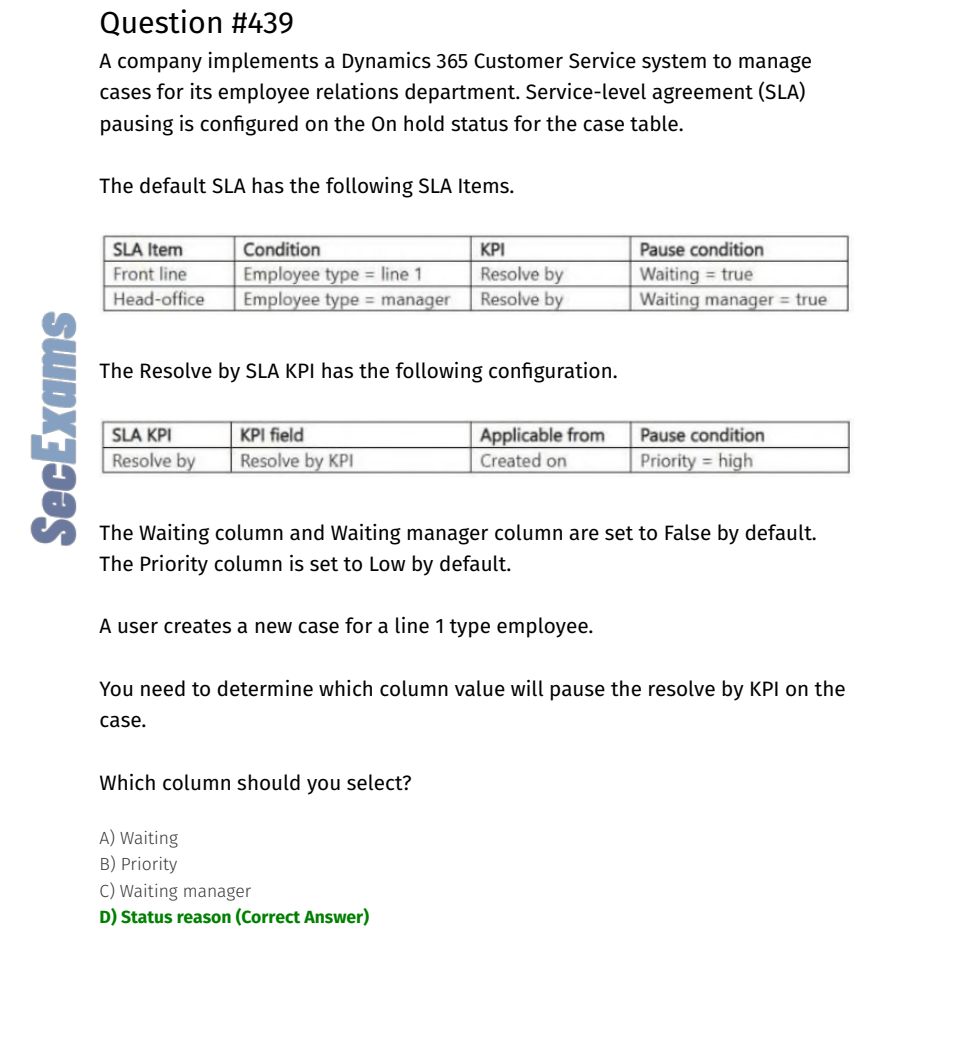 Question #439
A company implements a Dynamics 365 Customer Service system to manage
cases for its employee relations department. Service-level agreement (SLA)
pausing is configured on the On hold status for the case table.
The default SLA has the following SLA Items.
SLA Item Condition KPI Pause condition
Front line Employee type = line 1 Resolve by Waiting = true
Head-office Employee type = manager Resolve by Waiting manager = true
SecExams
The Resolve by SLA KPI has the following configuration.
SLA KPI KPI field Applicable from Pause condition
Resolve by Resolve by KPI Created on Priority = high
The Waiting column and Waiting manager column are set to False by default.
The Priority column is set to Low by default.
A user creates a new case for a line 1 type employee.
You need to determine which column value will pause the resolve by KPI on the
case.
Which column should you select?
A) Waiting
B) Priority
C) Waiting manager
D) Status reason (Correct Answer)